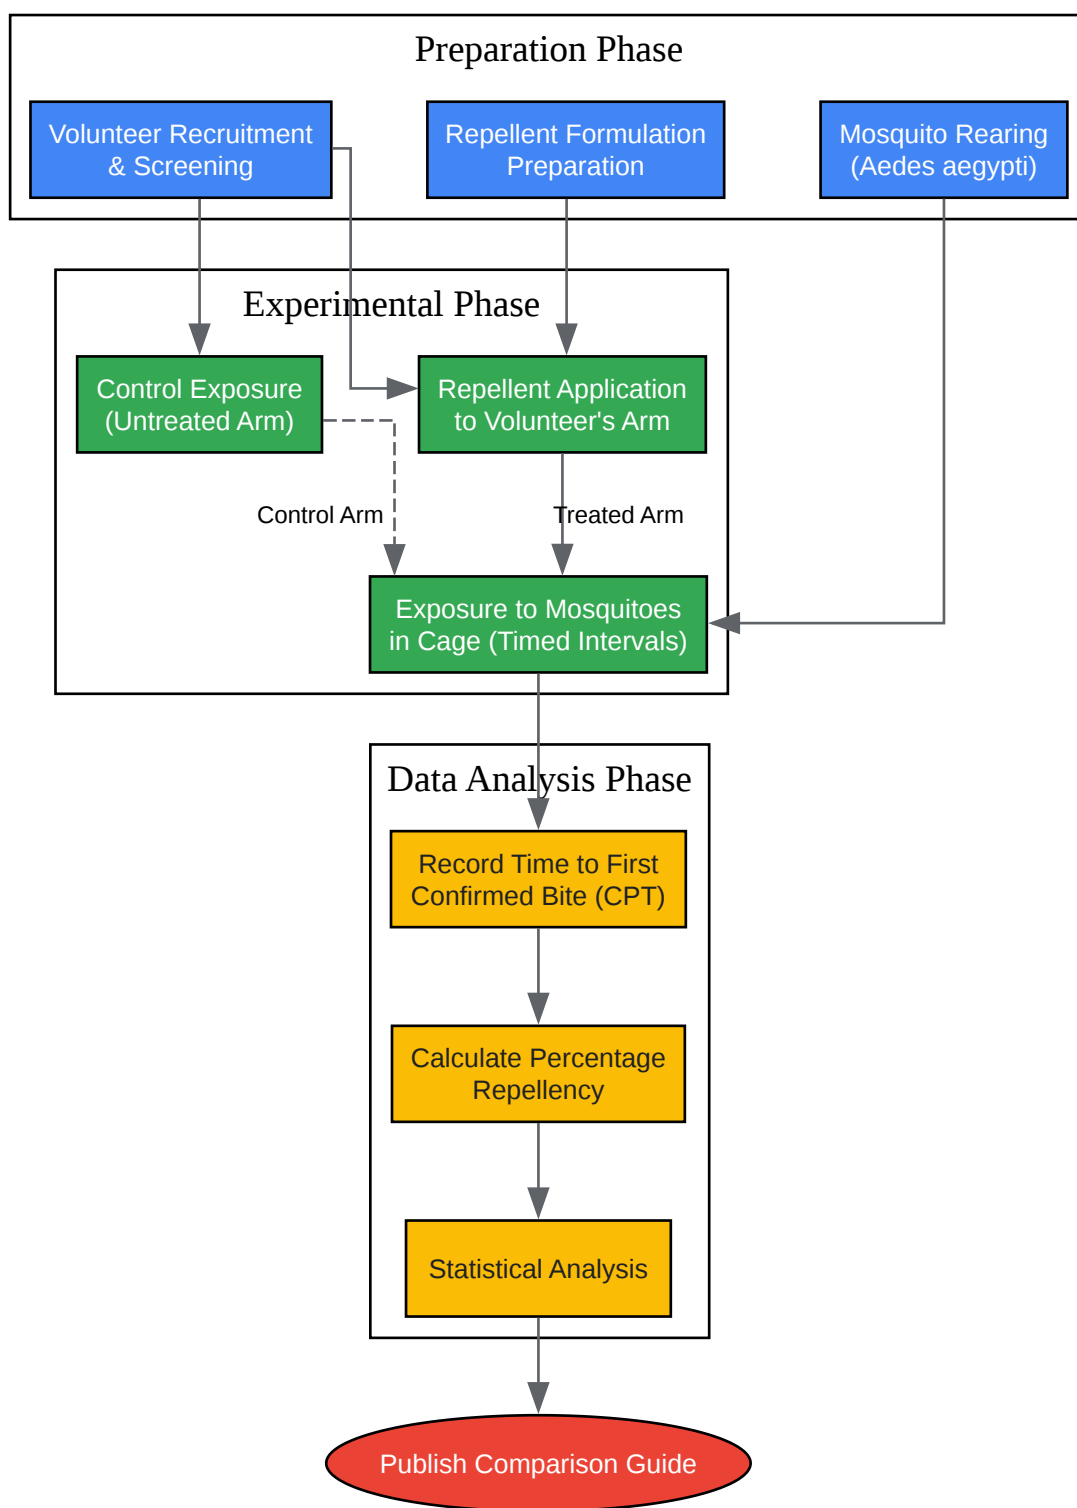 Preparation Phase
Volunteer Recruitment
& Screening
Repellent Formulation
Preparation
Mosquito Rearing
(Aedes aegypti)
Experimental Phase
Control Exposure
(Untreated Arm)
Repellent Application
to Volunteer's Arm
Control Arm
Treated Arm
Exposure to Mosquitoes
in Cage (Timed Intervals)
Data Analysis Phase
Record Time to First
Confirmed Bite (CPT)
Calculate Percentage
Repellency
Statistical Analysis
Publish Comparison Guide